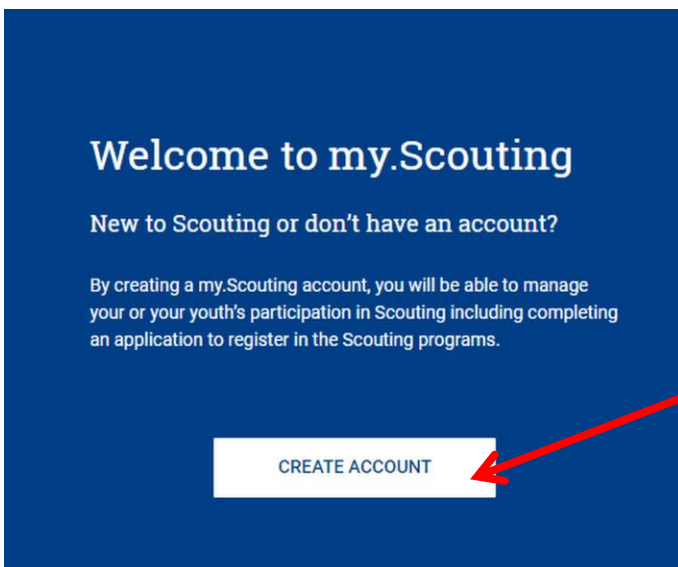 Welcome to my.Scouting
New to Scouting or don't have an account?
By creating a my.Scouting account, you will be able to manage
your or your youth's participation in Scouting including completing
an application to register in the Scouting programs.
CREATE ACCOUNT